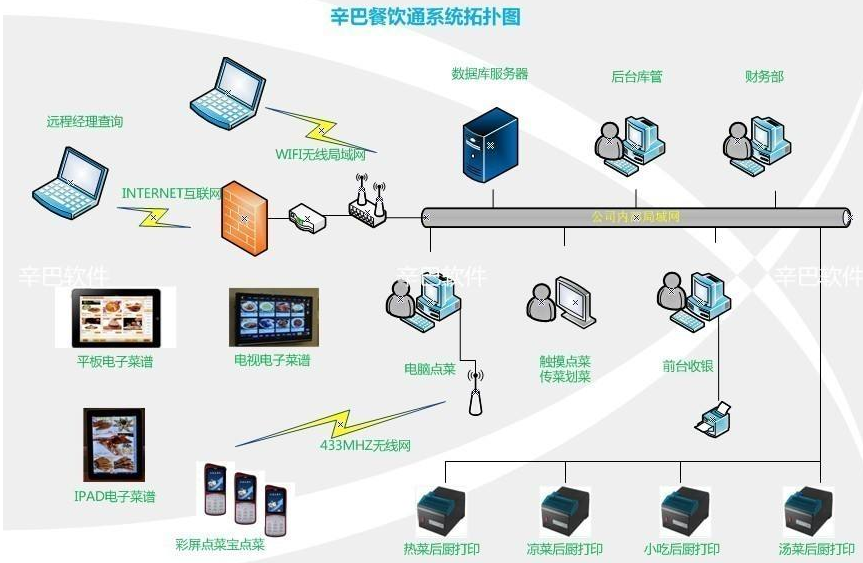 辛巴餐饮通系统拓扑图
数据库服务器
后台库管
财务部
远程经理查询
WIFI无线局域网
INTERNET互联网
公司内 局域网
辛巴软件
辛巴软件
辛巴软件
平板电子菜谱
电视电子菜谱
电脑点菜
触摸点菜
传菜划菜
前台收银
433MHZ无线网
IPAD电子菜谱
彩屏点菜宝点菜
热菜后厨打印
凉菜后厨打印
小吃后厨打印
汤菜后厨打印